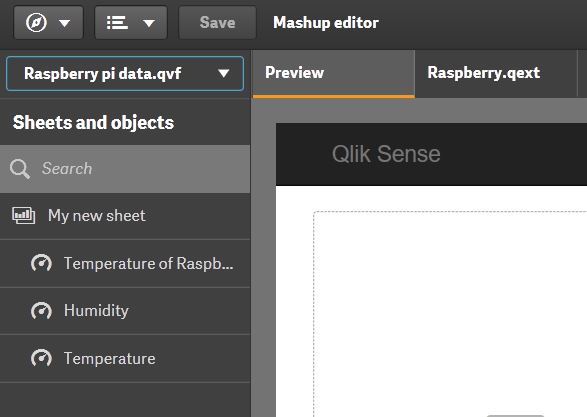 Save
Mashup editor
Raspberry pi data.qvf
Preview
Raspberry.qext
Sheets and objects
Search
My new sheet
Temperature of Raspb...
Humidity
Temperature
Qlik Sense